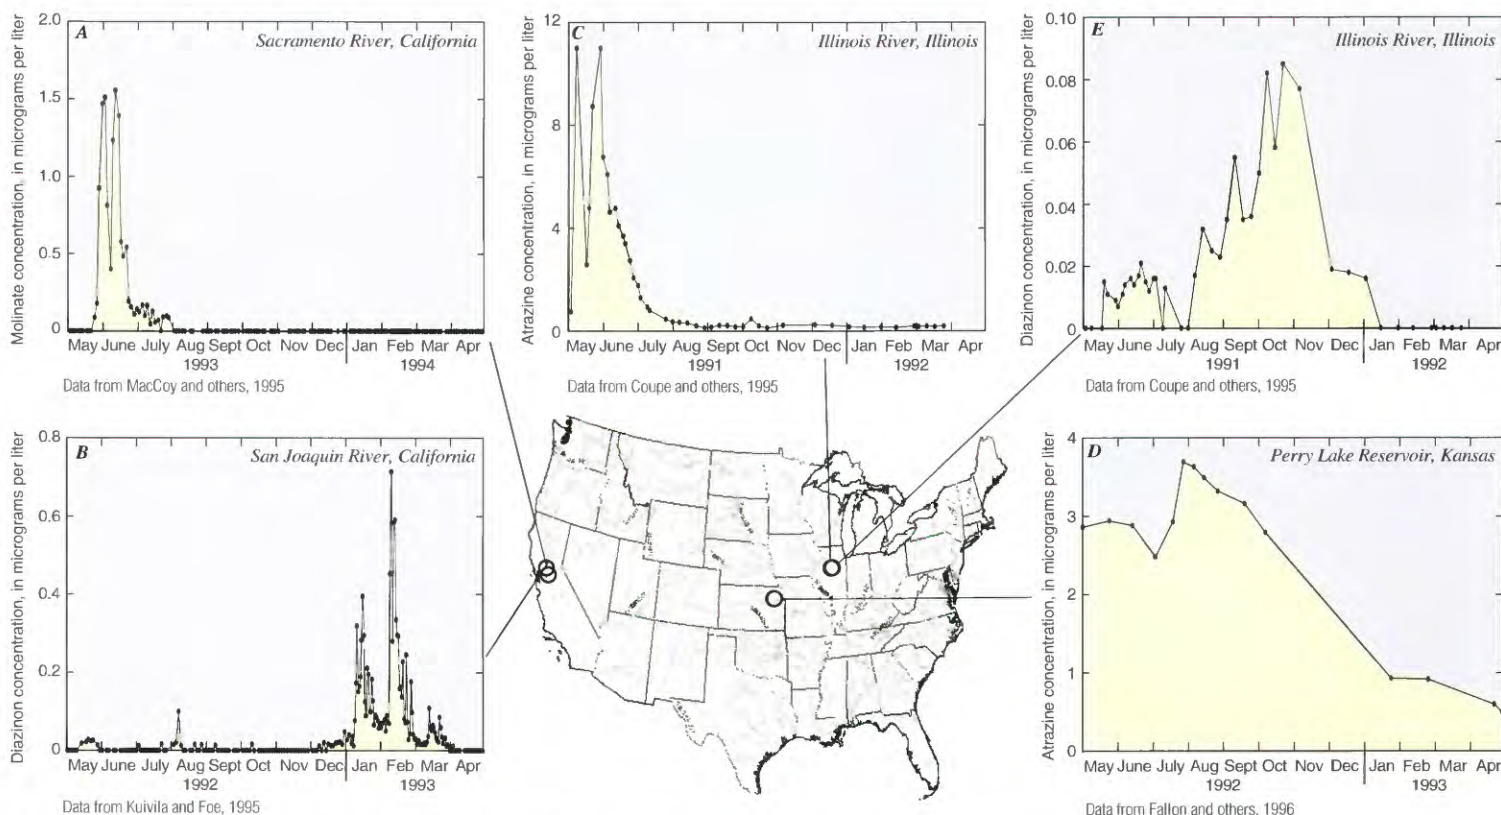 A
Sacramento River, California
Molinate concentration, in micrograms per liter
2.0
1.5
1.0
0.5
0
May June July Aug Sept Oct Nov Dec Jan Feb Mar Apr
1993 1994
Data from MacCoy and others, 1995
C
Illinois River, Illinois
Atrazine concentration, in micrograms per liter
12
8
4
0
May June July Aug Sept Oct Nov Dec Jan Feb Mar Apr
1991 1992
Data from Coupe and others, 1995
E
Illinois River, Illinois
Diazinon concentration, in micrograms per liter
0.10
0.08
0.06
0.04
0.02
0
May June July Aug Sept Oct Nov Dec Jan Feb Mar Apr
1991 1992
Data from Coupe and others, 1995
B
San Joaquin River, California
Diazinon concentration, in micrograms per liter
0.8
0.6
0.4
0.2
0
May June July Aug Sept Oct Nov Dec Jan Feb Mar Apr
1992 1993
Data from Kuivila and Foe, 1995
D
Perry Lake Reservoir, Kansas
Atrazine concentration, in micrograms per liter
4
3
2
1
0
May June July Aug Sept Oct Nov Dec Jan Feb Mar Apr
1992 1993
Data from Fallon and others, 1996